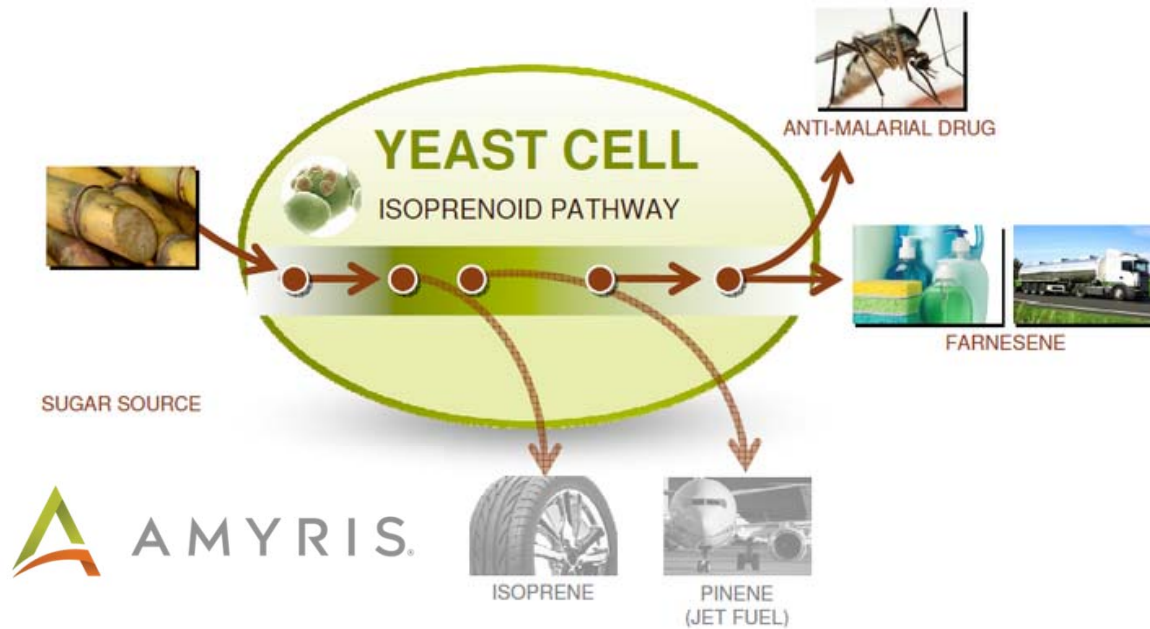 YEAST CELL
ISOPRENOID PATHWAY
ANTI-MALARIAL DRUG
FARNESENE
SUGAR SOURCE
AMYRIS®
ISOPRENE
PINENE
(JET FUEL)